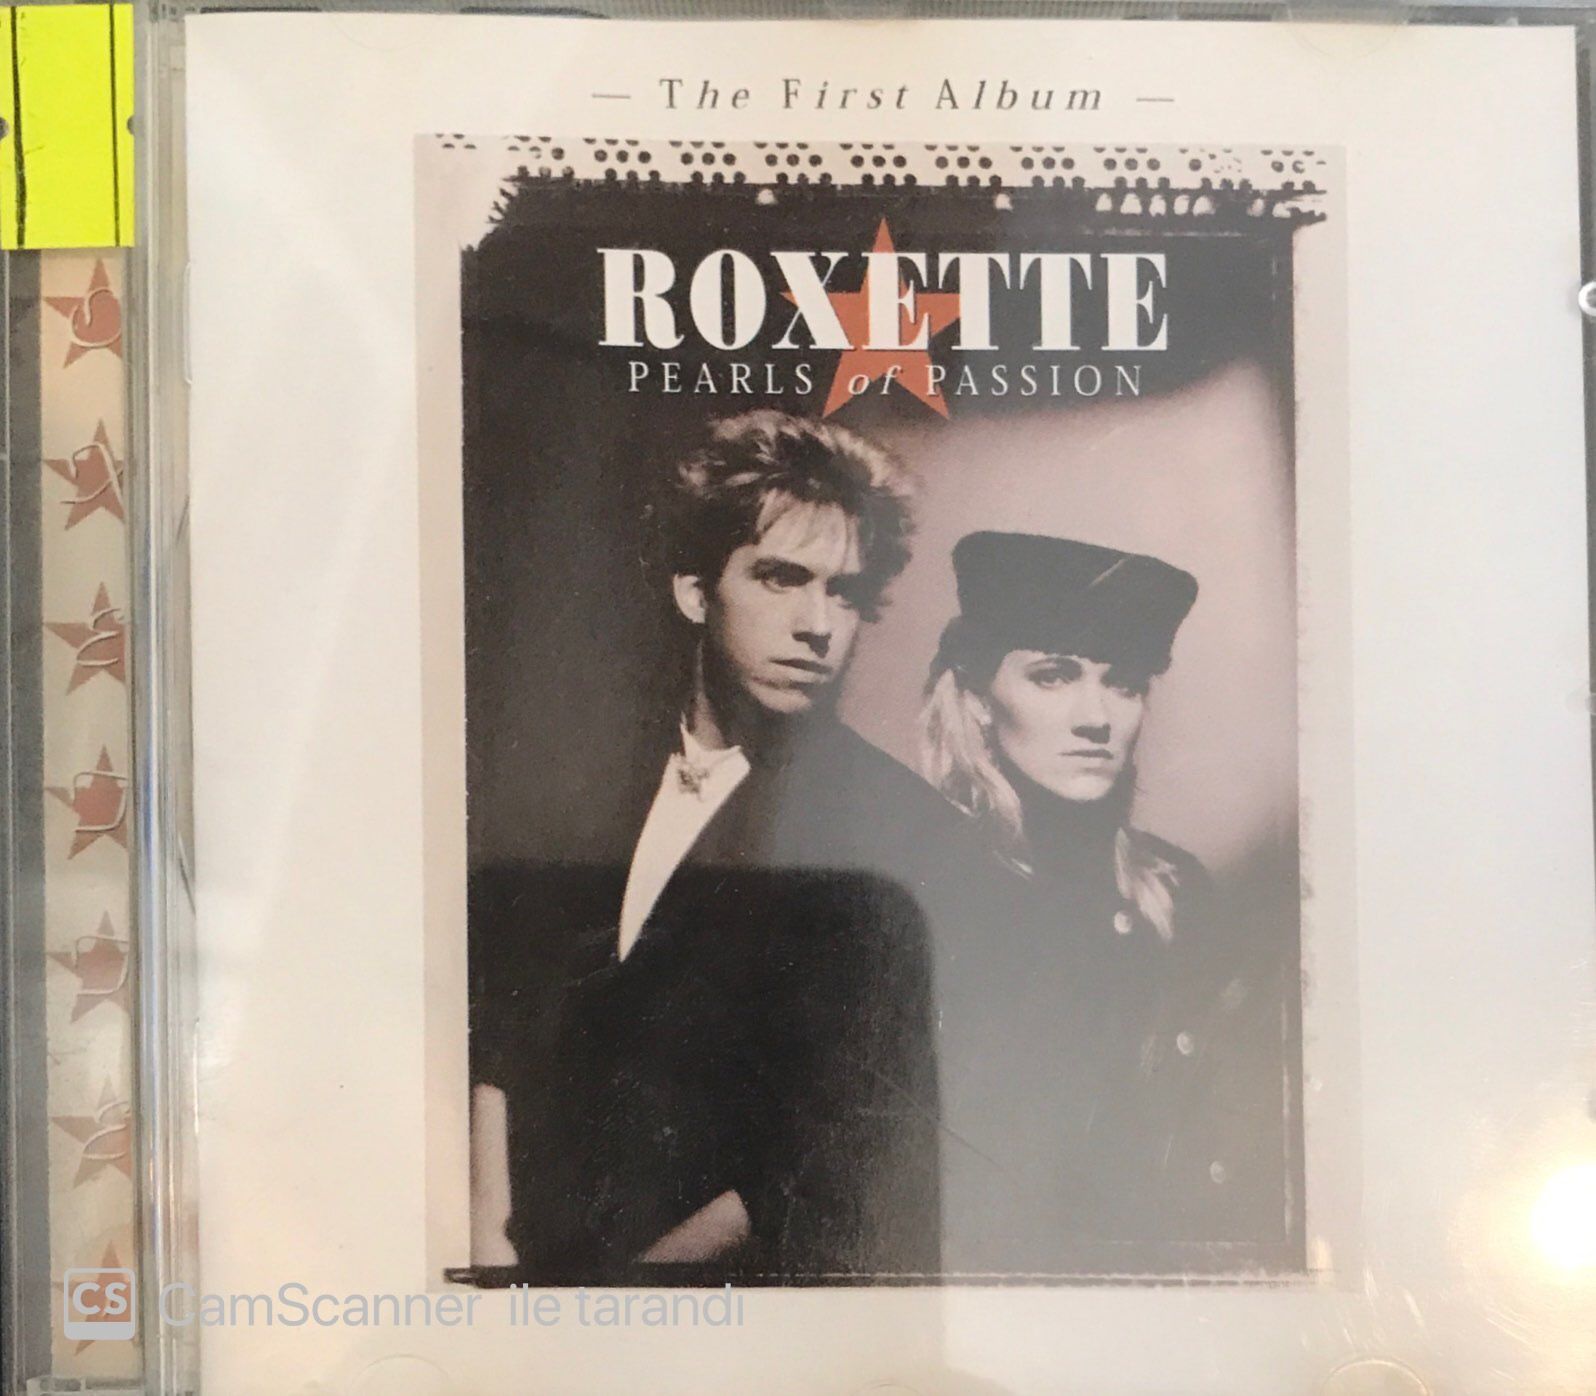 — The First Album —
ROXETTE
PEARLS of PASSION
CS CamScanner ile tarandı